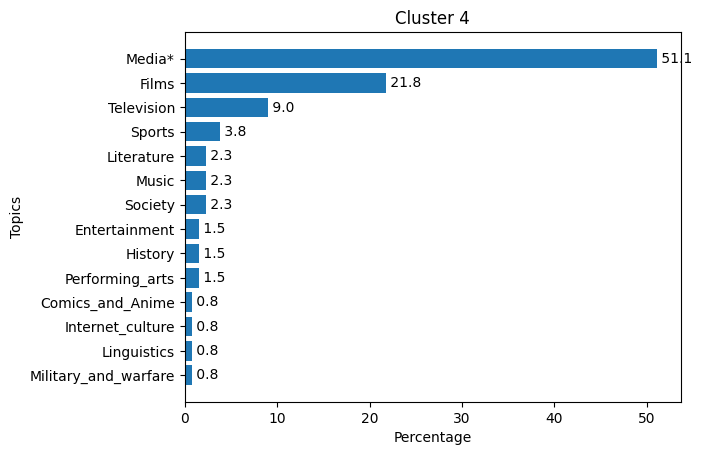 Cluster 4
Topics
Media* 51.1
Films 21.8
Television 9.0
Sports 3.8
Literature 2.3
Music 2.3
Society 2.3
Entertainment 1.5
History 1.5
Performing_arts 1.5
Comics_and_Anime 0.8
Internet_culture 0.8
Linguistics 0.8
Military_and_warfare 0.8
0 10 20 30 40 50
Percentage